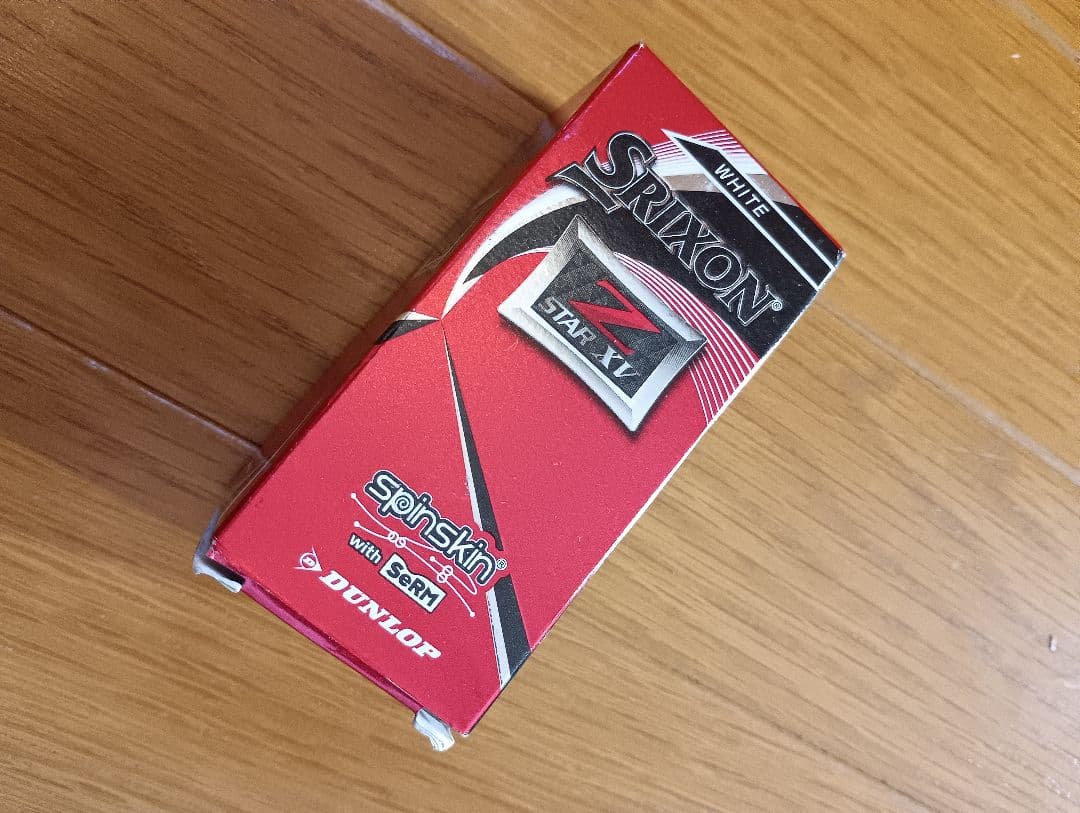 WHITE
SRIXON®
Z
STAR XV
spinskin®
with SeRM
DUNLOP